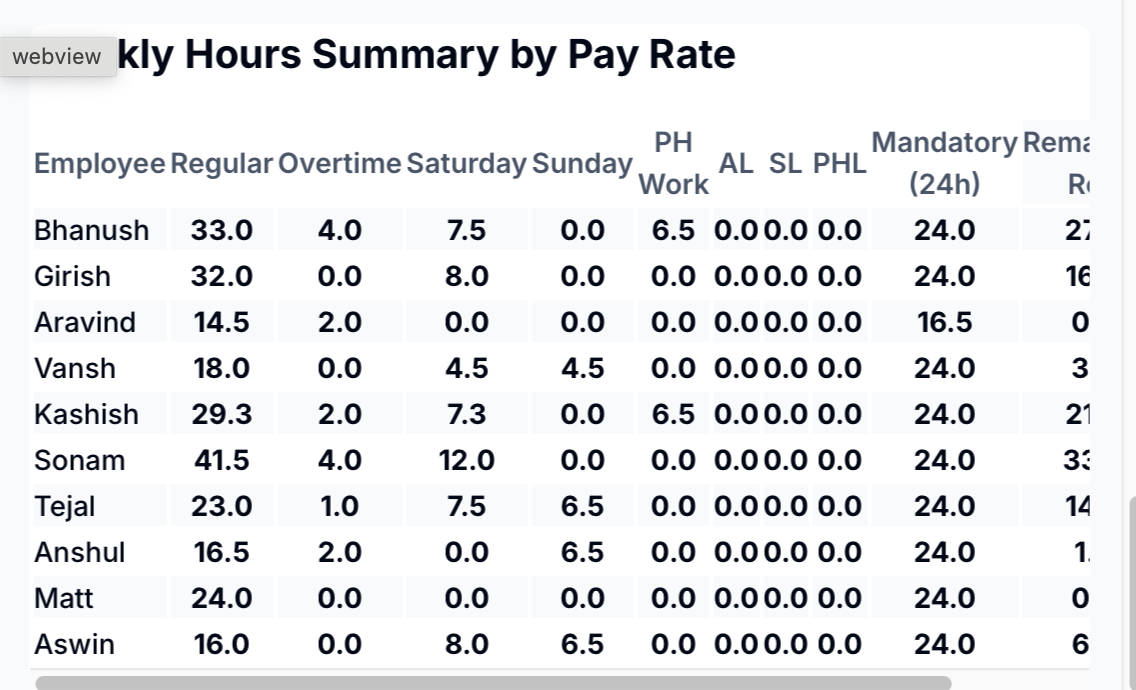 webview
kly Hours Summary by Pay Rate
Employee Regular Overtime Saturday Sunday PH Work AL SL PHL Mandatory (24h)
Bhanush 33.0 4.0 7.5 0.0 6.5 0.0 0.0 0.0 24.0 27
Girish 32.0 0.0 8.0 0.0 0.0 0.0 0.0 0.0 24.0 16
Aravind 14.5 2.0 0.0 0.0 0.0 0.0 0.0 0.0 16.5 0
Vansh 18.0 0.0 4.5 4.5 0.0 0.0 0.0 0.0 24.0 3
Kashish 29.3 2.0 7.3 0.0 6.5 0.0 0.0 0.0 24.0 21
Sonam 41.5 4.0 12.0 0.0 0.0 0.0 0.0 0.0 24.0 33
Tejal 23.0 1.0 7.5 6.5 0.0 0.0 0.0 0.0 24.0 14
Anshul 16.5 2.0 0.0 6.5 0.0 0.0 0.0 0.0 24.0 1.
Matt 24.0 0.0 0.0 0.0 0.0 0.0 0.0 0.0 24.0 0
Aswin 16.0 0.0 8.0 6.5 0.0 0.0 0.0 0.0 24.0 6